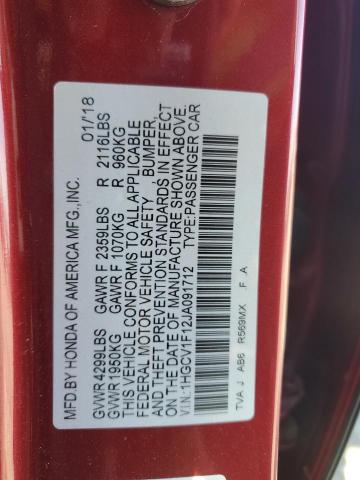 MFD.BY HONDA OF AMERICA MFG.,INC. 01/18
GVWR 4299LBS GAWR F 2359LBS R 2116LBS
GVWR 1950KG GAWR F 1070KG R 960KG
THIS VEHICLE CONFORMS TO ALL APPLICABLE
FEDERAL MOTOR VEHICLE SAFETY BUMPER,
AND THEFT PREVENTION STANDARDS IN EFFECT
ON THE DATE OF MANUFACTURE SHOWN ABOVE.
VIN:1HGCV1F12JA091712 TYPE:PASSENGER CAR
TVA J AB6 R569MX F A